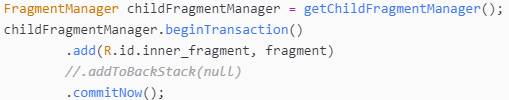 FragmentManager childFragmentManager = getChildFragmentManager();
childFragmentManager.beginTransaction()
        .add(R.id.inner_fragment, fragment)
        //.addToBackStack(null)
        .commitNow();